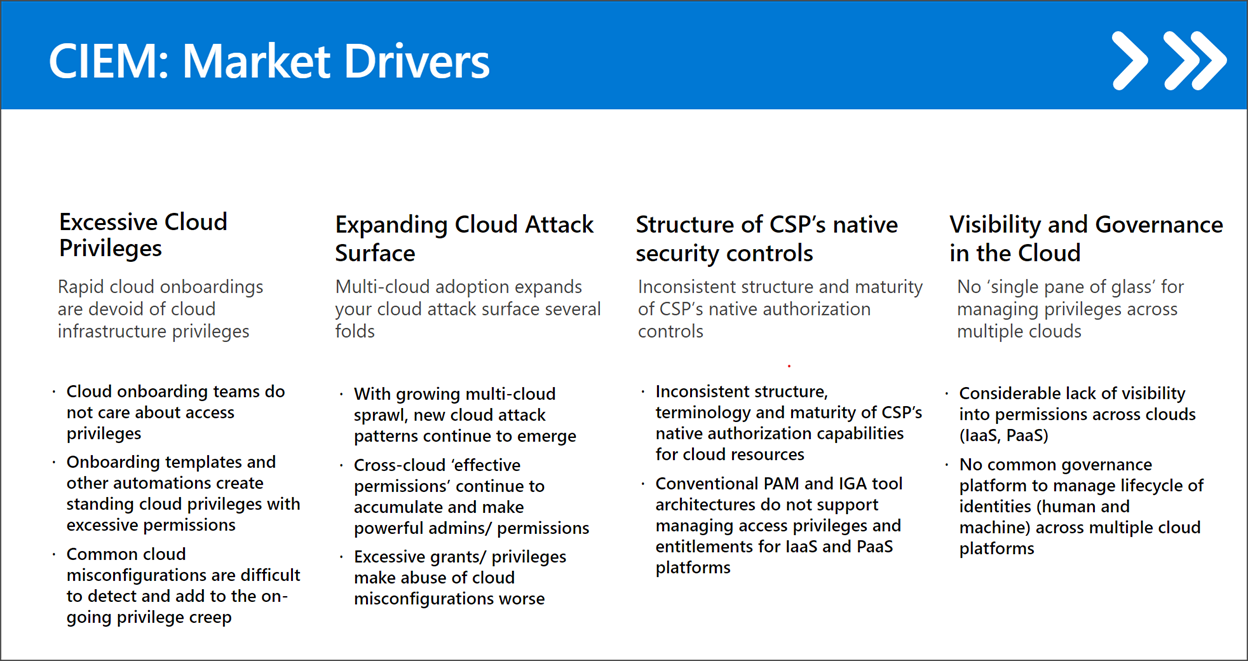 CIEM: Market Drivers
Excessive Cloud
Privileges
Rapid cloud onboardings
are devoid of cloud
infrastructure privileges
· Cloud onboarding teams do
not care about access
privileges
· Onboarding templates and
other automations create
standing cloud privileges with
excessive permissions
· Common cloud
misconfigurations are difficult
to detect and add to the on-
going privilege creep
Expanding Cloud Attack
Surface
Multi-cloud adoption expands
your cloud attack surface several
folds
· With growing multi-cloud
sprawl, new cloud attack
patterns continue to emerge
· Cross-cloud ‘effective
permissions’ continue to
accumulate and make
powerful admins/ permissions
· Excessive grants/ privileges
make abuse of cloud
misconfigurations worse
Structure of CSP’s native
security controls
Inconsistent structure and maturity
of CSP’s native authorization
controls
· Inconsistent structure,
terminology and maturity of CSP’s
native authorization capabilities
for cloud resources
· Conventional PAM and IGA tool
architectures do not support
managing access privileges and
entitlements for IaaS and PaaS
platforms
Visibility and Governance
in the Cloud
No ‘single pane of glass’ for
managing privileges across
multiple clouds
· Considerable lack of visibility
into permissions across clouds
(IaaS, PaaS)
· No common governance
platform to manage lifecycle of
identities (human and
machine) across multiple cloud
platforms